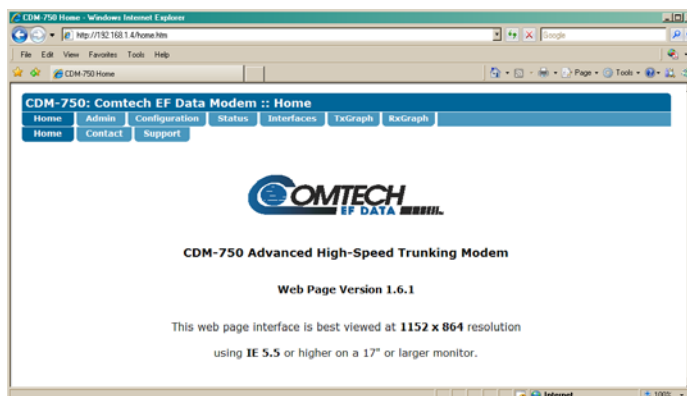 CDM-750 Home - Windows Internet Explorer
http://192.168.1.4/home.htm
Google
File Edit View Favorites Tools Help
CDM-750 Home
Page Tools
CDM-750: Comtech EF Data Modem :: Home
Home Admin Configuration Status Interfaces TxGraph RxGraph
Home Contact Support
COMTECH
EF DATA
CDM-750 Advanced High-Speed Trunking Modem
Web Page Version 1.6.1
This web page interface is best viewed at 1152 x 864 resolution
using IE 5.5 or higher on a 17" or larger monitor.
Internet 100%